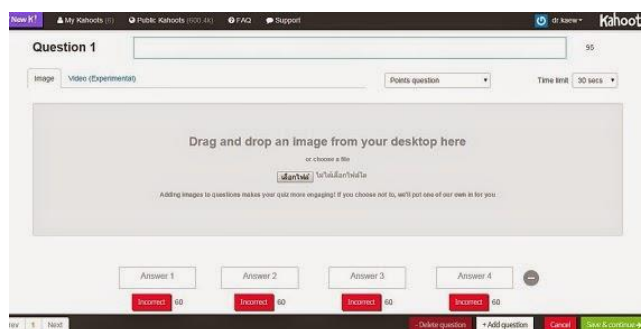 New K! My Kahoots (6) Public Kahoots (600.4k) FAQ Support dr.kaew Kahoot
Question 1 95
Image Video (Experimental) Points question Time limit 30 secs
Drag and drop an image from your desktop here
or choose a file
เลือกไฟล์ ไม่ได้เลือกไฟล์ใด
Adding images to questions makes your quiz more engaging! If you choose not to, we'll put one of our own in for you
Answer 1 Answer 2 Answer 3 Answer 4
Incorrect 60 Incorrect 60 Incorrect 60 Incorrect 60
rev 1 Next - Delete question + Add question Cancel Save & continue